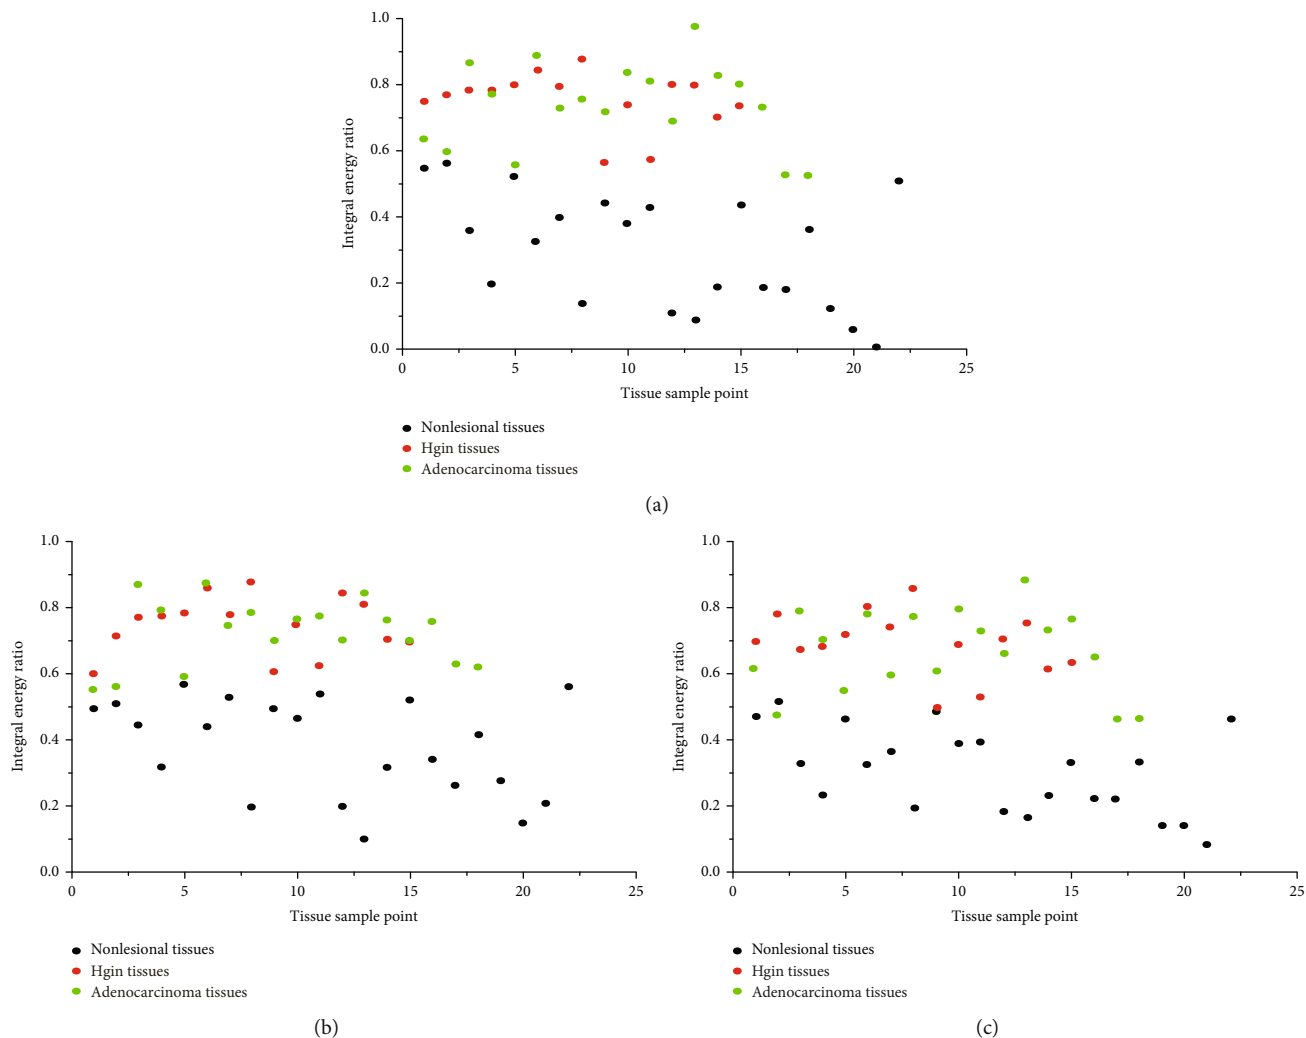 1.0
0.8
0.6
0.4
0.2
0.0
Integral energy ratio
0 5 10 15 20 25
Tissue sample point
Nonlesional tissues
Hgin tissues
Adenocarcinoma tissues
(a)
1.0
0.8
0.6
0.4
0.2
0.0
Integral energy ratio
0 5 10 15 20 25
Tissue sample point
Nonlesional tissues
Hgin tissues
Adenocarcinoma tissues
(b)
1.0
0.8
0.6
0.4
0.2
0.0
Integral energy ratio
0 5 10 15 20 25
Tissue sample point
Nonlesional tissues
Hgin tissues
Adenocarcinoma tissues
(c)